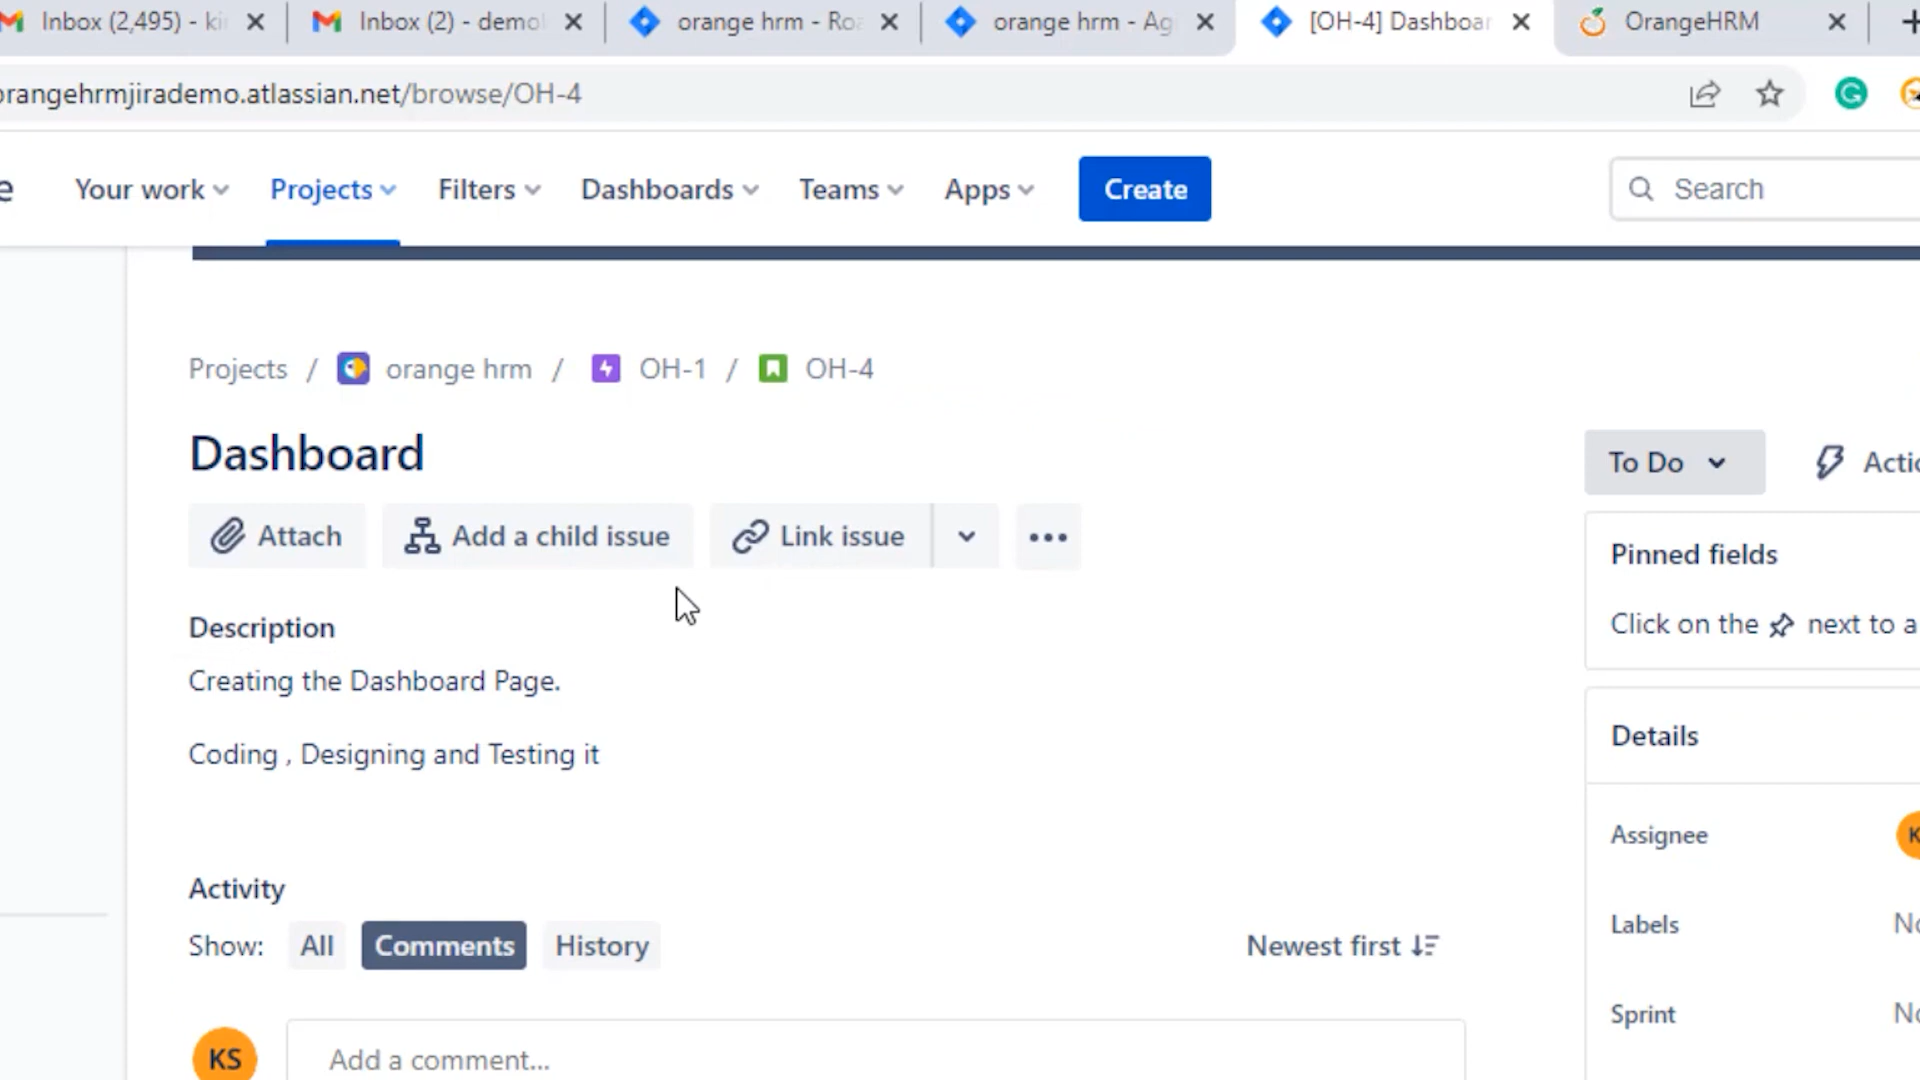 Inbox (2,495) - ki
Inbox (2) - demo
orange hrm - Roa
orange hrm - Ag
[OH-4] Dashboar
OrangeHRM
orangehrmjirademo.atlassian.net/browse/OH-4
e
Your work
Projects
Filters
Dashboards
Teams
Apps
Create
Search
Projects / orange hrm / OH-1 / OH-4
Dashboard
To Do
Actio
Attach
Add a child issue
Link issue
Pinned fields
Click on the next to a
Description
Creating the Dashboard Page.
Coding , Designing and Testing it
Details
Assignee
K
Labels
No
Sprint
No
Activity
Show:
All
Comments
History
Newest first
KS
Add a comment...